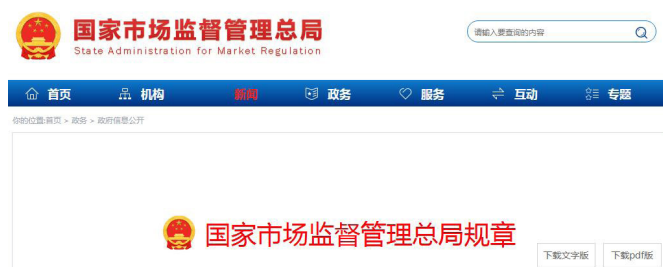 国家市场监督管理总局
State Administration for Market Regulation
请输入要查询的内容
首页 机构 新闻 政务 服务 互动 专题
你的位置:首页 > 政务 > 政府信息公开
国家市场监督管理总局规章
下载文字版 下载pdf版